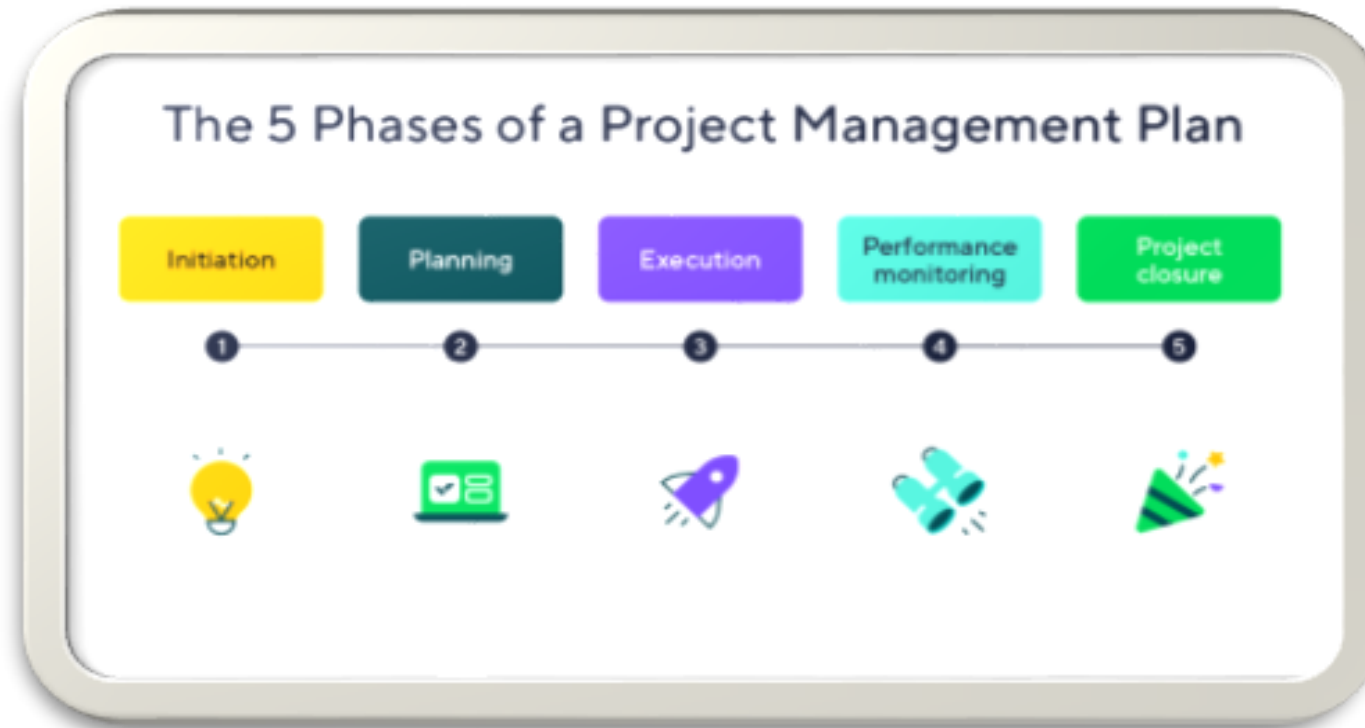 The 5 Phases of a Project Management Plan
Initiation
Planning
Execution
Performance
monitoring
Project
closure
1
2
3
4
5